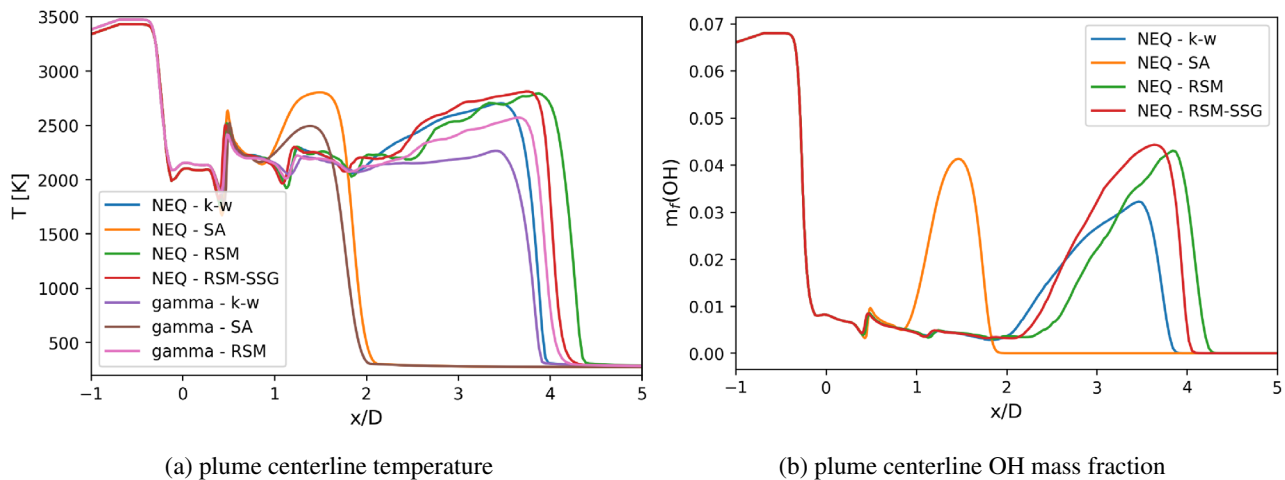 3500
3000
2500
2000
1500
1000
500
T [K]
NEQ - k-w
NEQ - SA
NEQ - RSM
NEQ - RSM-SSG
gamma - k-w
gamma - SA
gamma - RSM
-1 0 1 2 3 4 5
x/D
(a) plume centerline temperature
0.07
0.06
0.05
0.04
0.03
0.02
0.01
0.00
mf(OH)
NEQ - k-w
NEQ - SA
NEQ - RSM
NEQ - RSM-SSG
-1 0 1 2 3 4 5
x/D
(b) plume centerline OH mass fraction